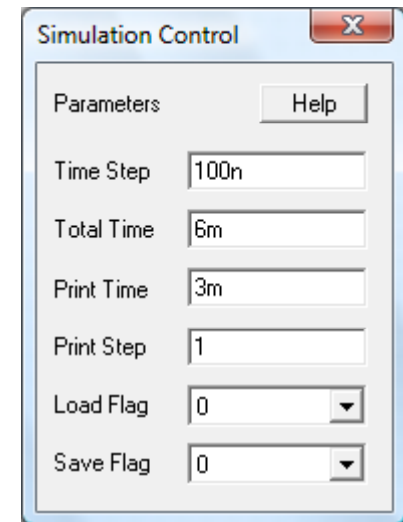 Simulation Control
Parameters Help
Time Step 100n
Total Time 6m
Print Time 3m
Print Step 1
Load Flag 0
Save Flag 0